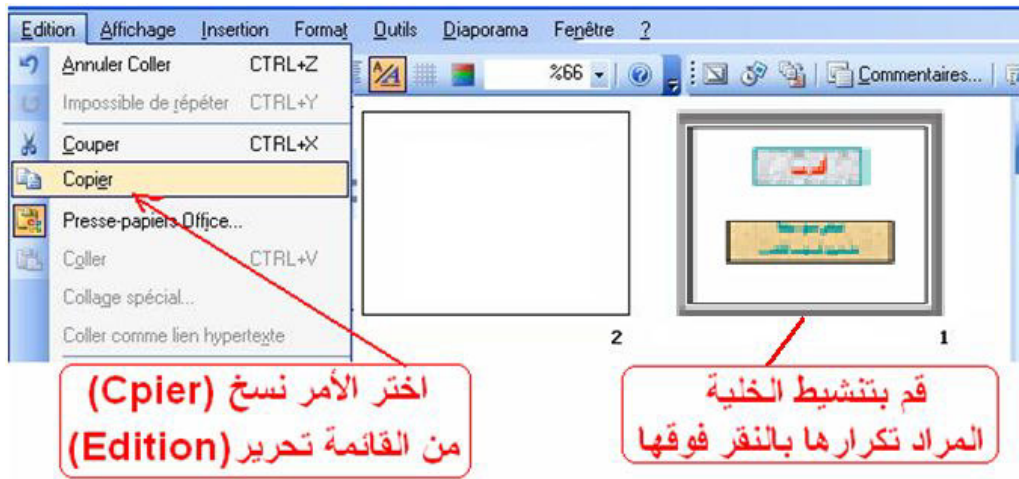 Edition Affichage Insertion Format Outils Diaporama Fenêtre ?
Annuler Coller CTRL+Z
%66
Commentaires...
Impossible de répéter CTRL+Y
Couper CTRL+X
Copier
Presse-papiers Office...
Coller CTRL+V
Collage spécial...
Coller comme lien hypertexte
2
1
اختر الأمر نسخ (Cpier)
من القائمة تحرير (Edition)
قم بتنشيط الخلية
المراد تكرارها بالنقر فوقها